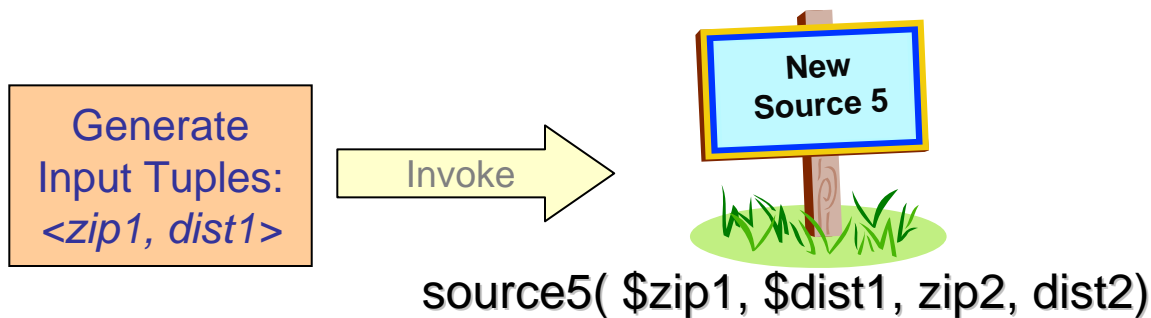 Generate
Input Tuples:
<zip1, dist1>
Invoke
New
Source 5
source5( $zip1, $dist1, zip2, dist2)